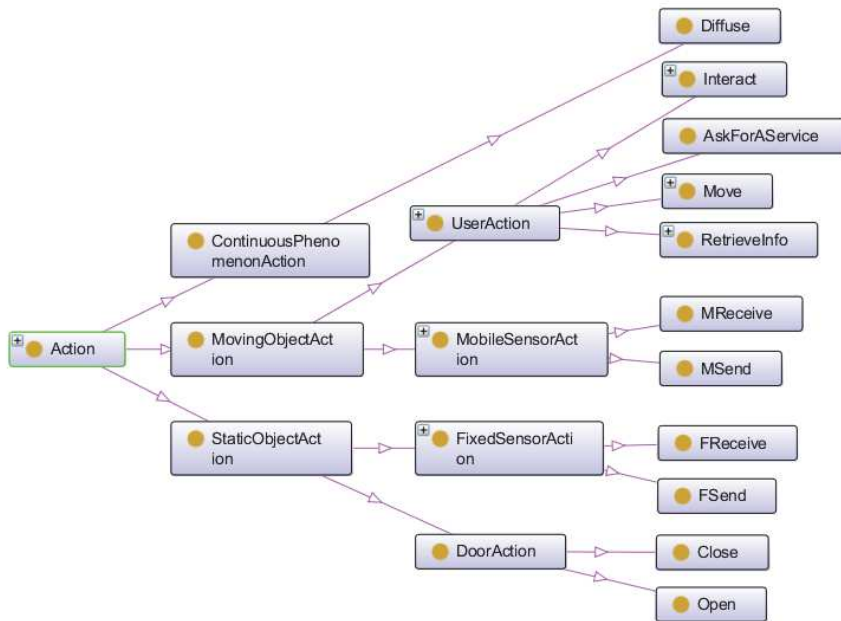 Diffuse
Interact
AskForAService
Move
RetrieveInfo
UserAction
ContinuousPheno
menonAction
MReceive
MSend
MobileSensorAct
ion
MovingObjectAct
ion
Action
StaticObjectAct
ion
FixedSensorActi
on
FReceive
FSend
DoorAction
Close
Open